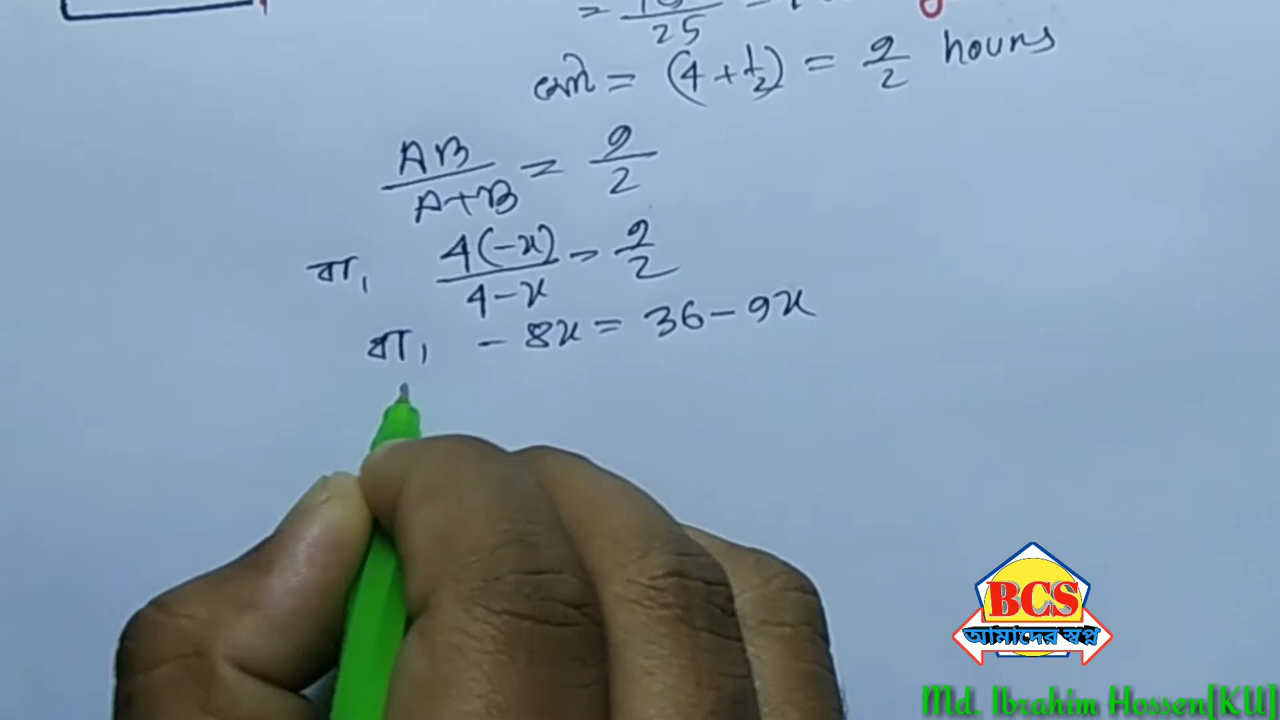 = 25
= (4 + 1/2) = 9/2 hours
AB/A+B = 9/2
বা, 4(-x)/4-x = 9/2
বা, - 8x = 36 - 9x
BCS
আমাদের স্বপ্ন
Md. Ibrahim Hossen[KU]